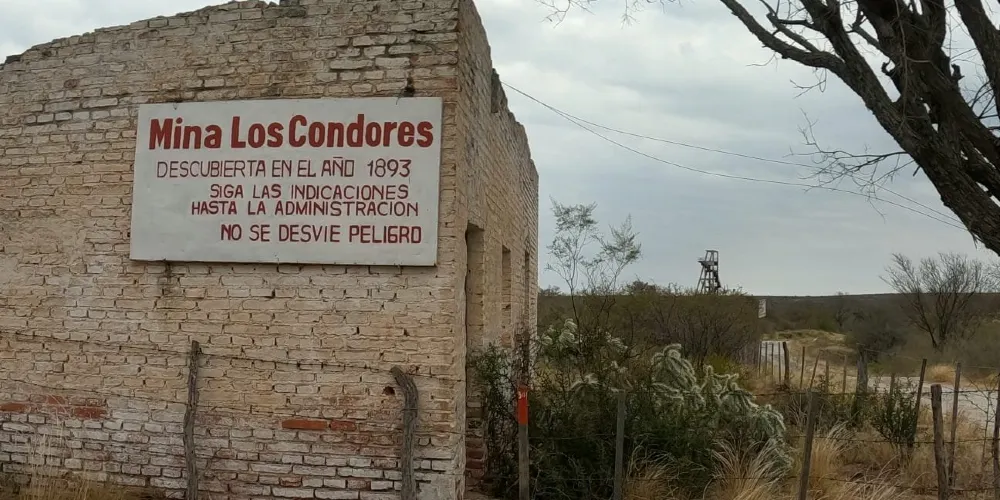 Mina Los Condores
DESCUBIERTA EN EL AÑO 1893
SIGA LAS INDICACIONES
HASTA LA ADMINISTRACION
NO SE DESVIE PELIGRO